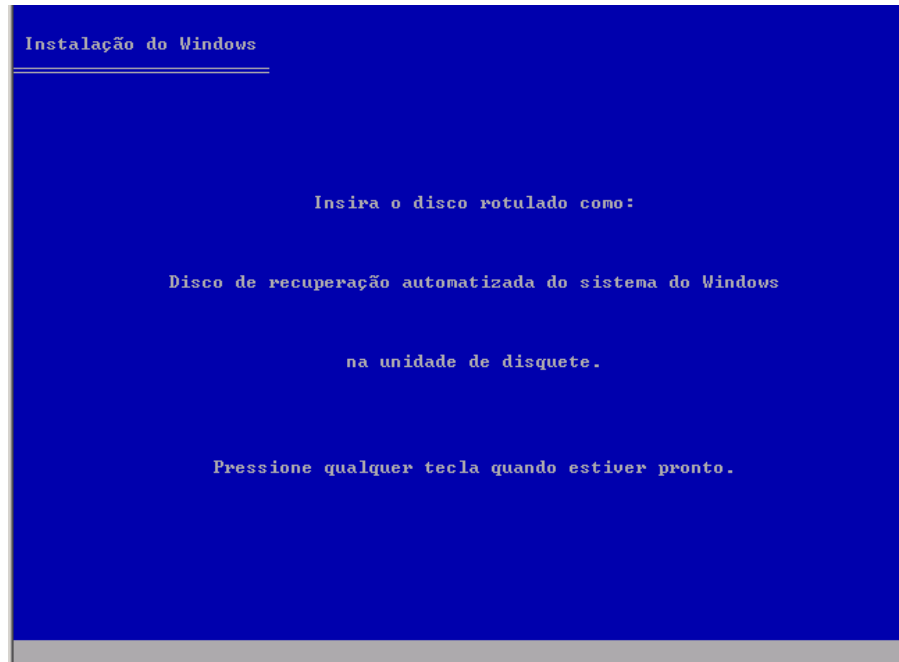 Instalação do Windows
Insira o disco rotulado como:
Disco de recuperação automatizada do sistema do Windows
na unidade de disquete.
Pressione qualquer tecla quando estiver pronto.